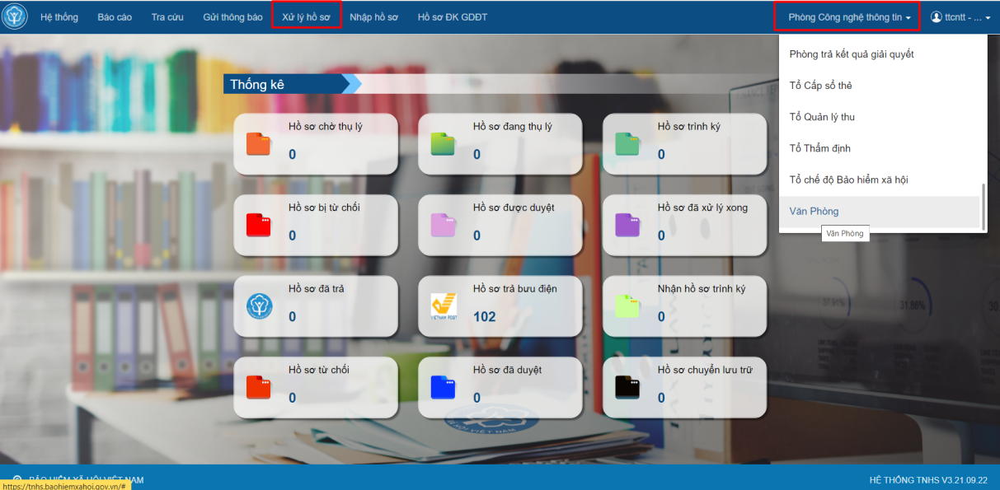 Hệ thống Báo cáo Tra cứu Gửi thông báo Xử lý hồ sơ Nhập hồ sơ Hồ sơ ĐK GDĐT Phòng Công nghệ thông tin ttcntt - ...
Phòng trả kết quả giải quyết
Tổ Cấp sổ thẻ
Tổ Quản lý thu
Tổ Thẩm định
Tổ chế độ Bảo hiểm xã hội
Văn Phòng
Văn Phòng
Thống kê
Hồ sơ chờ thụ lý
0
Hồ sơ đang thụ lý
0
Hồ sơ trình ký
0
Hồ sơ bị từ chối
0
Hồ sơ được duyệt
0
Hồ sơ đã xử lý xong
0
Hồ sơ đã trả
0
VIETNAM POST
Hồ sơ trả bưu điện
102
Nhận hồ sơ trình ký
0
37.91%
31.86%
30
Hồ sơ từ chối
0
Hồ sơ đã duyệt
0
Hồ sơ chuyển lưu trữ
0
BẢO HIỂM XÃ HỘI VIỆT NAM
https://tnhs.baohiemxahoi.gov.vn/#
HỆ THỐNG TNHS V3.21.09.22